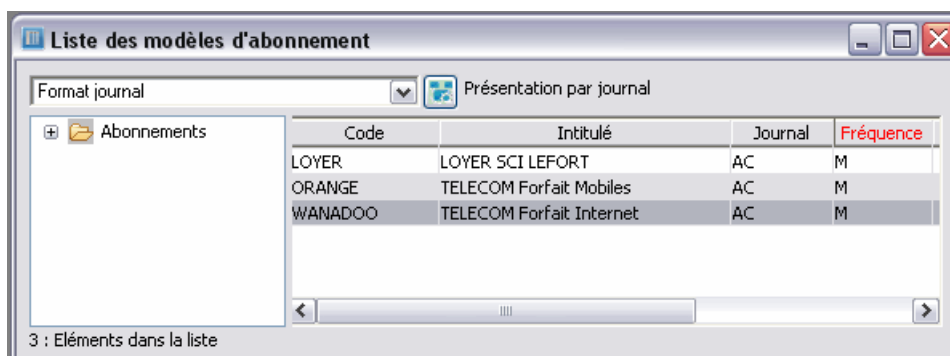 Liste des modèles d'abonnement
Format journal Présentation par journal
Abonnements
Code Intitulé Journal Fréquence
LOYER LOYER SCI LEFORT AC M
ORANGE TELECOM Forfait Mobiles AC M
WANADOO TELECOM Forfait Internet AC M
3 : Eléments dans la liste